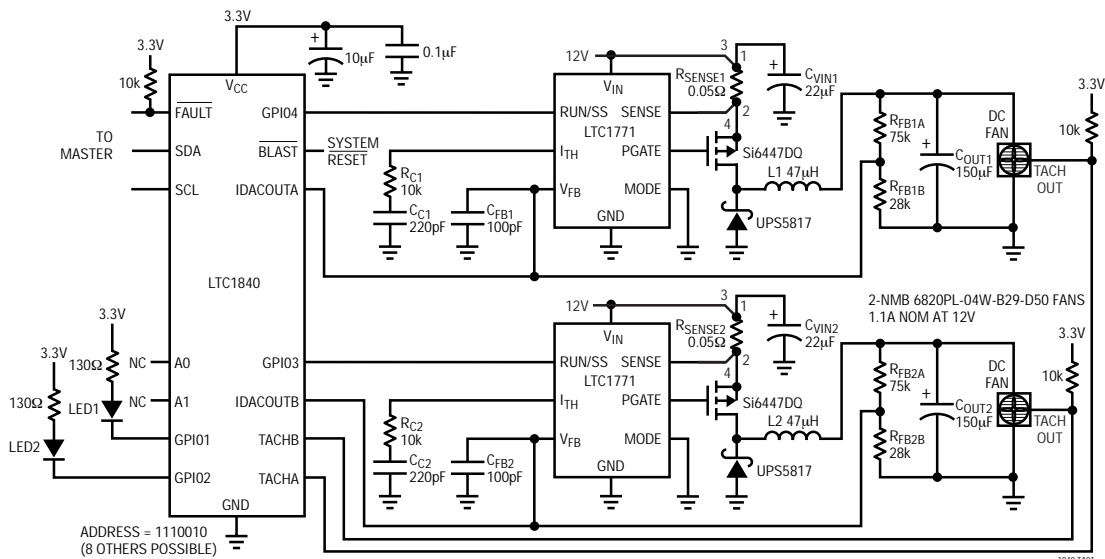 3.3V
3.3V
10k
+
10µF
0.1µF
VCC
FAULT
TO
MASTER
SDA
SCL
GPI04
BLAST
SYSTEM
RESET
IDACOUTA
LTC1840
3.3V
3.3V
130Ω
130Ω
NC
A0
NC
A1
LED1
LED2
GPI01
GPI02
GPI03
IDACOUTB
TACHB
TACHA
GND
ADDRESS = 1110010
(8 OTHERS POSSIBLE)
RC1
10k
CC1
220pF
CFB1
100pF
12V
VIN
RUN/SS
SENSE
LTC1771
ITH
PGATE
VFB
MODE
GND
3
1
RSENSE1
0.05Ω
2
4
+
CVIN1
22µF
Si6447DQ
L1 47µH
UPS5817
RFB1A
75k
RFB1B
28k
+
COUT1
150µF
DC
FAN
TACH
OUT
3.3V
10k
2-NMB 6820PL-04W-B29-D50 FANS
1.1A NOM AT 12V
RC2
10k
CC2
220pF
CFB2
100pF
12V
VIN
RUN/SS
SENSE
LTC1771
ITH
PGATE
VFB
MODE
GND
3
1
RSENSE2
0.05Ω
2
4
+
CVIN2
22µF
Si6447DQ
L2 47µH
UPS5817
RFB2A
75k
RFB2B
28k
+
COUT2
150µF
DC
FAN
TACH
OUT
3.3V
10k